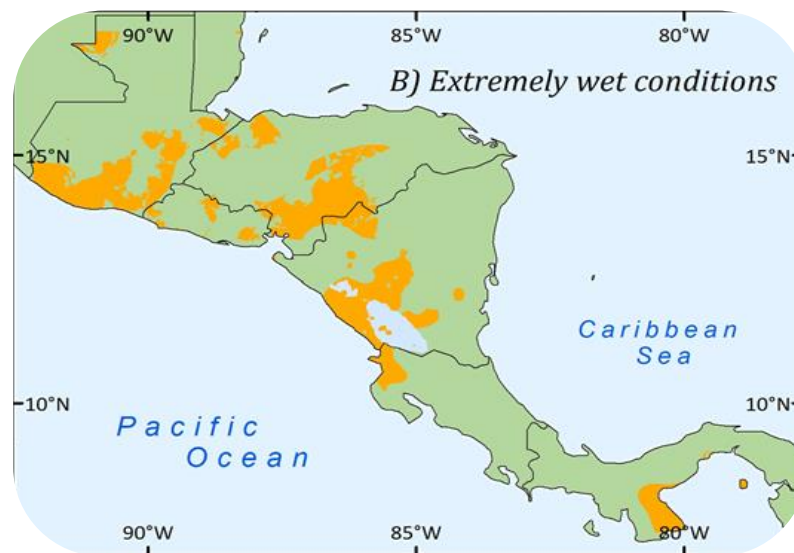 90°W 85°W 80°W
B) Extremely wet conditions
15°N 15°N
Caribbean
Sea
10°N 10°N
Pacific
Ocean
90°W 85°W 80°W